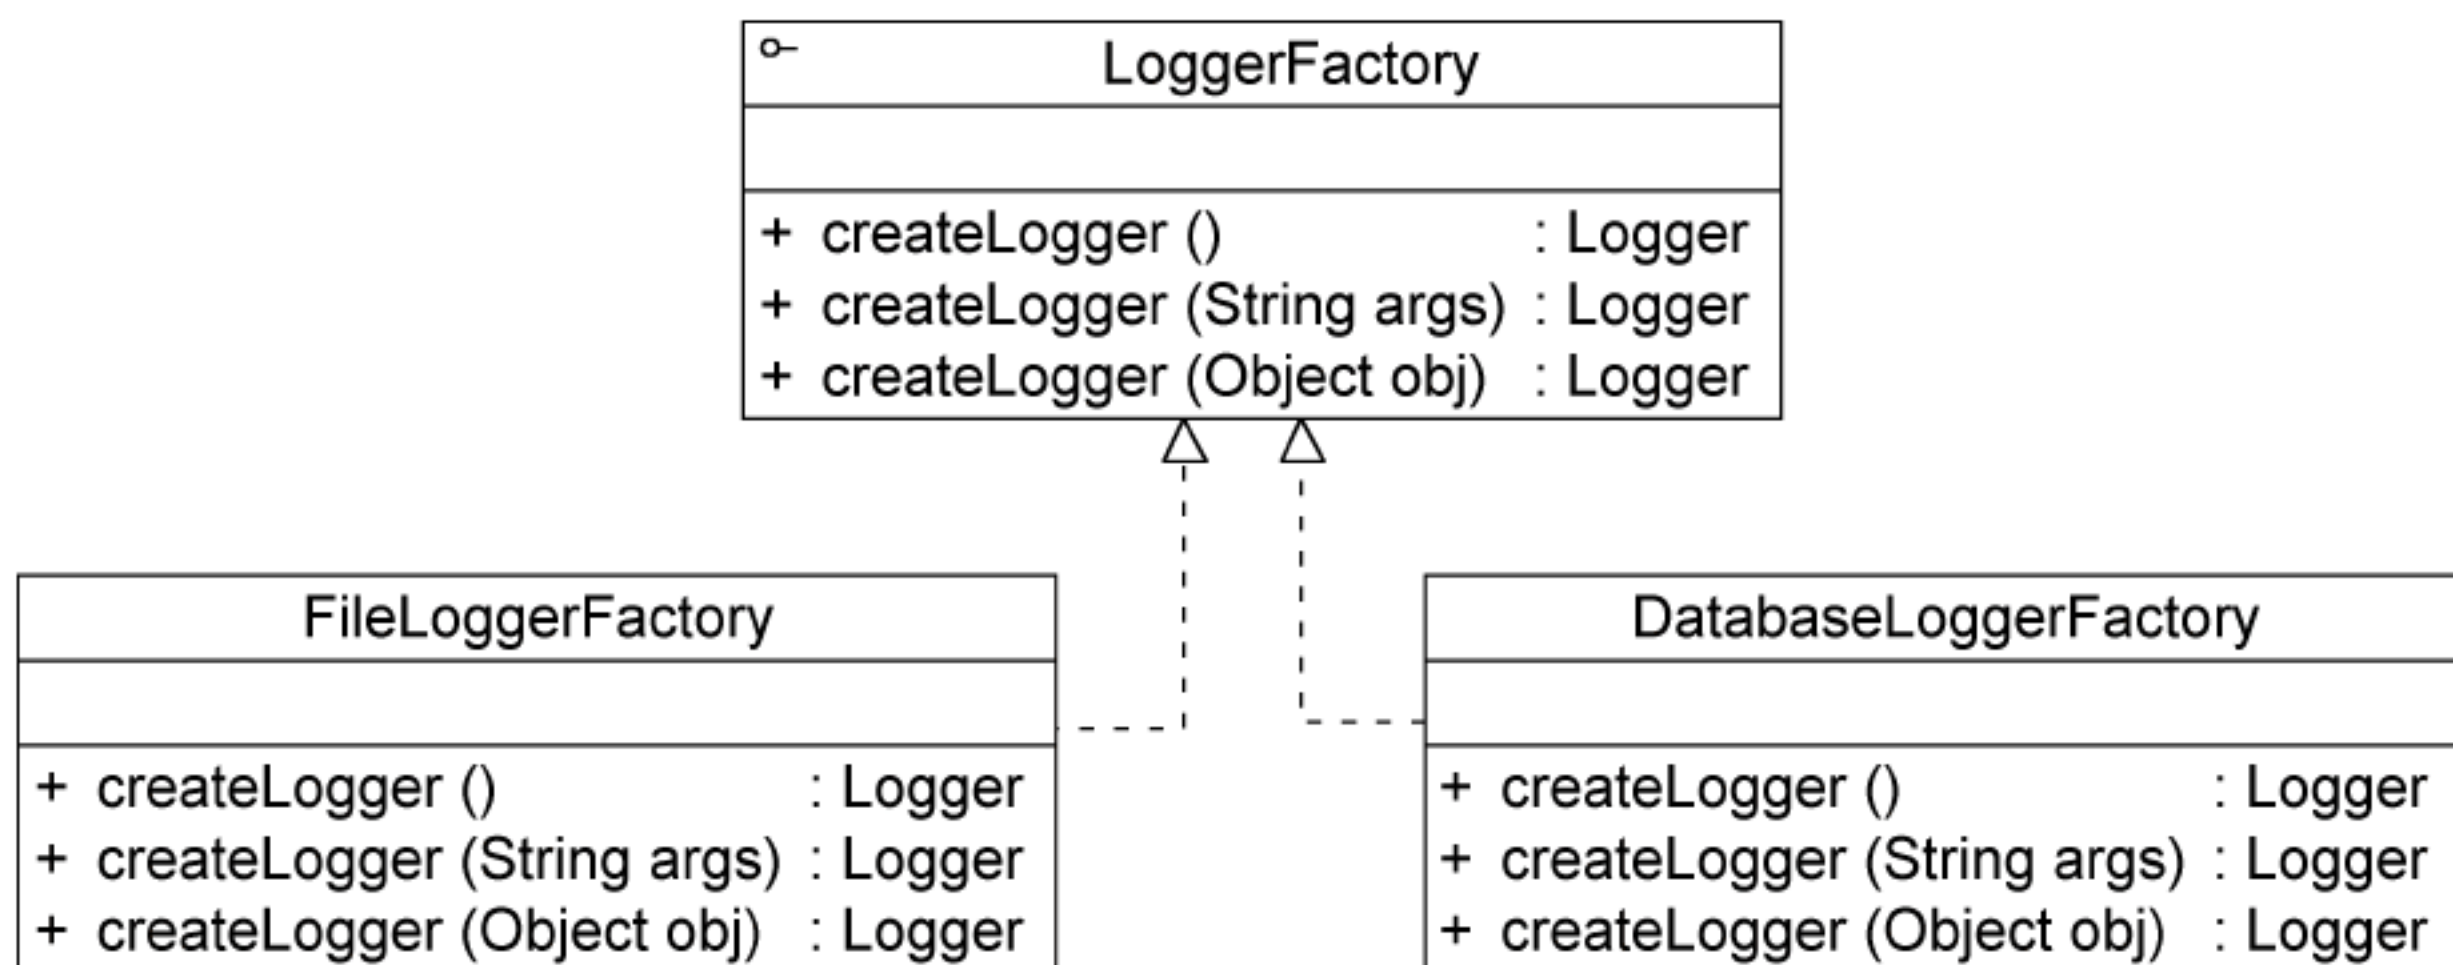 LoggerFactory
+ createLogger () : Logger
+ createLogger (String args) : Logger
+ createLogger (Object obj) : Logger
FileLoggerFactory
+ createLogger () : Logger
+ createLogger (String args) : Logger
+ createLogger (Object obj) : Logger
DatabaseLoggerFactory
+ createLogger () : Logger
+ createLogger (String args) : Logger
+ createLogger (Object obj) : Logger